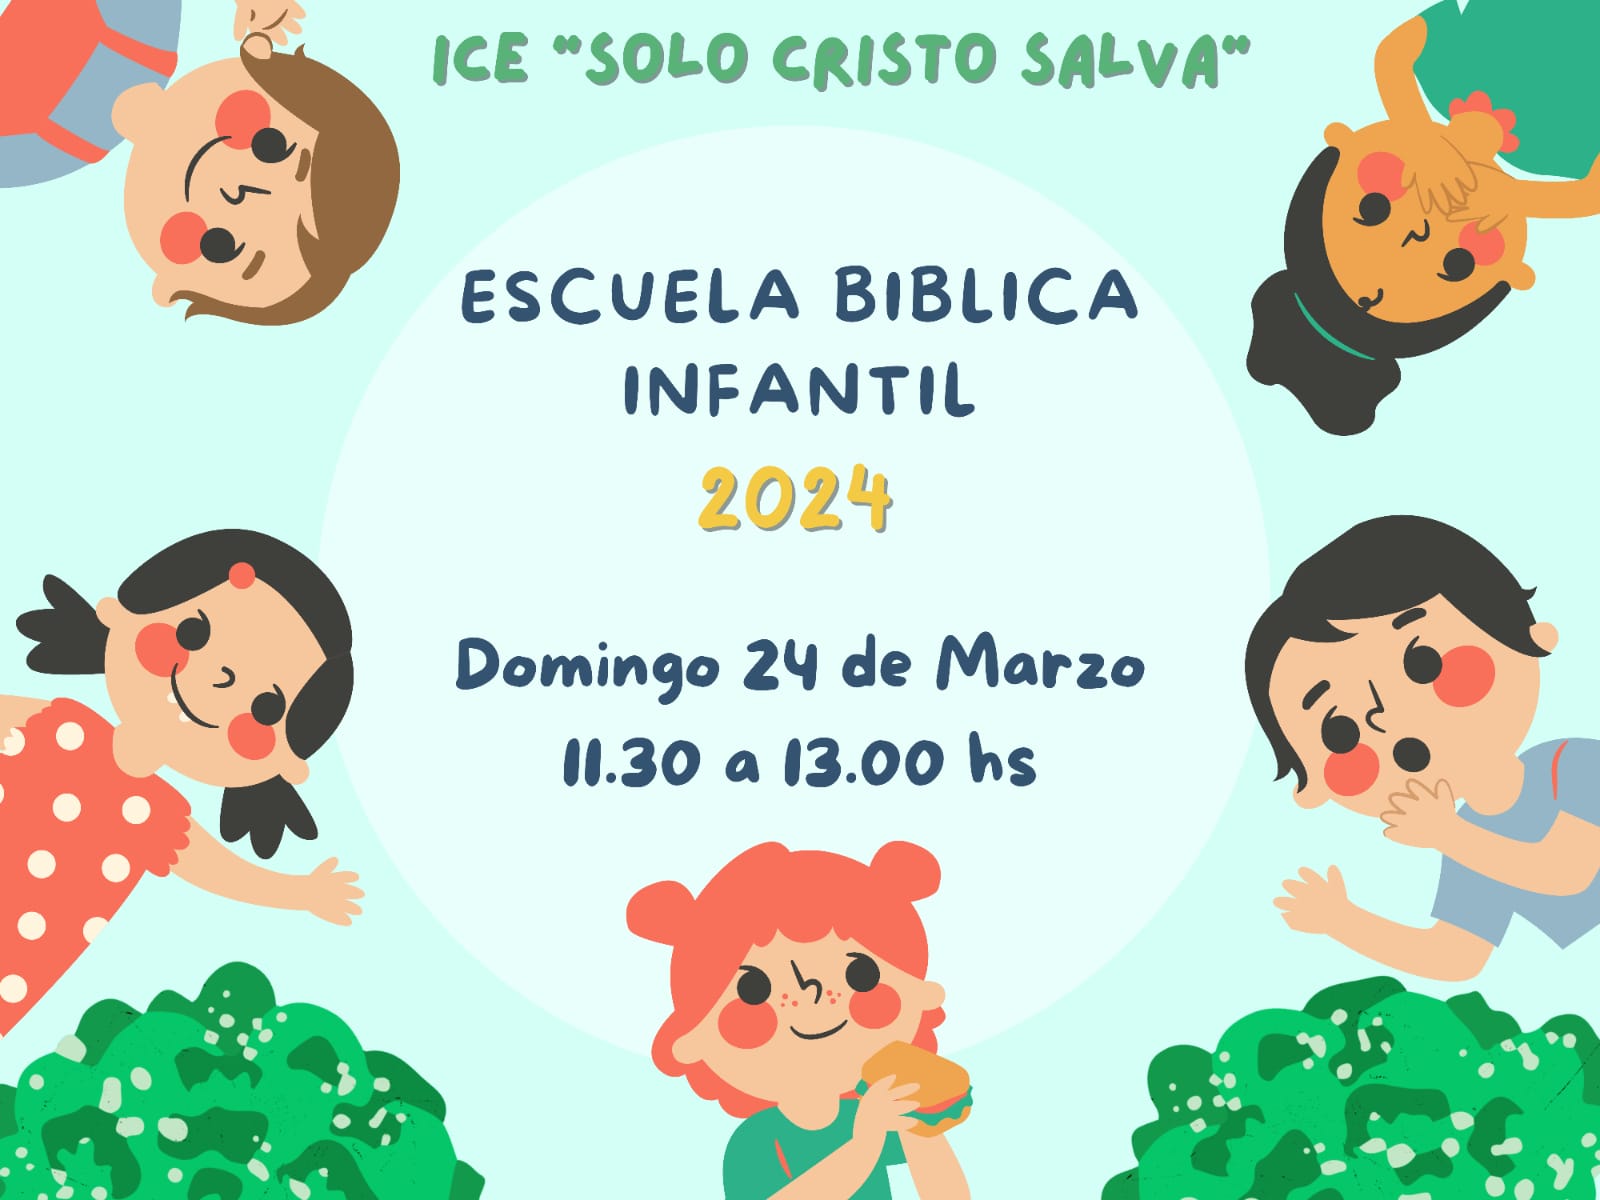 ICE "SOLO CRISTO SALVA"
ESCUELA BIBLICA
INFANTIL
2024
Domingo 24 de Marzo
11.30 a 13.00 hs